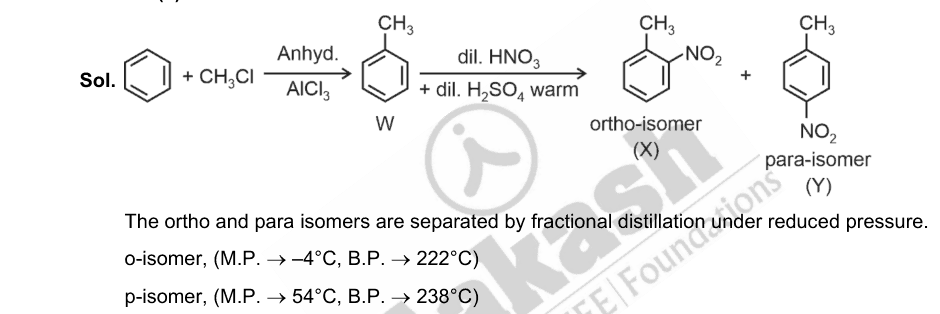 Sol.
+ CH₃Cl
Anhyd.
AlCl₃
CH₃
W
dil. HNO₃
+ dil. H₂SO₄ warm
CH₃
NO₂
ortho-isomer
(X)
+
CH₃
NO₂
para-isomer
(Y)
The ortho and para isomers are separated by fractional distillation under reduced pressure.
o-isomer, (M.P. → –4°C, B.P. → 222°C)
p-isomer, (M.P. → 54°C, B.P. → 238°C)